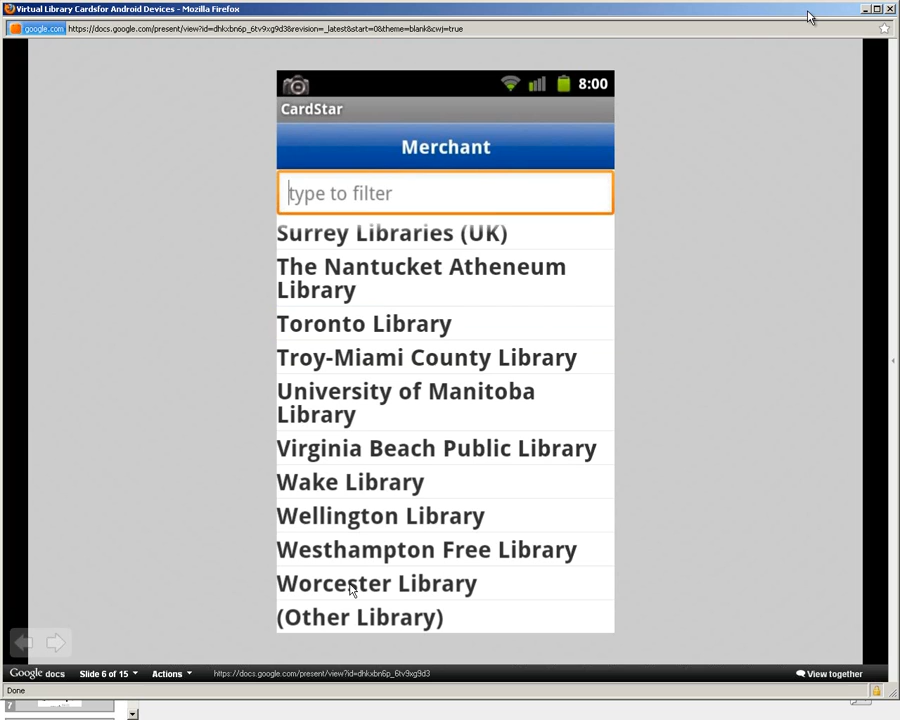 Virtual Library Cardsfor Android Devices - Mozilla Firefox
google.com https://docs.google.com/present/view?id=dhkxbn6p_6tv9xg9d3&revision=_latest&start=0&theme=blank&cwj=true
8:00
CardStar
Merchant
type to filter
Surrey Libraries (UK)
The Nantucket Atheneum
Library
Toronto Library
Troy-Miami County Library
University of Manitoba
Library
Virginia Beach Public Library
Wake Library
Wellington Library
Westhampton Free Library
Worcester Library
(Other Library)
Google docs Slide 6 of 15 Actions https://docs.google.com/present/view?id=dhkxbn6p_6tv9xg9d3 View together
Done
7